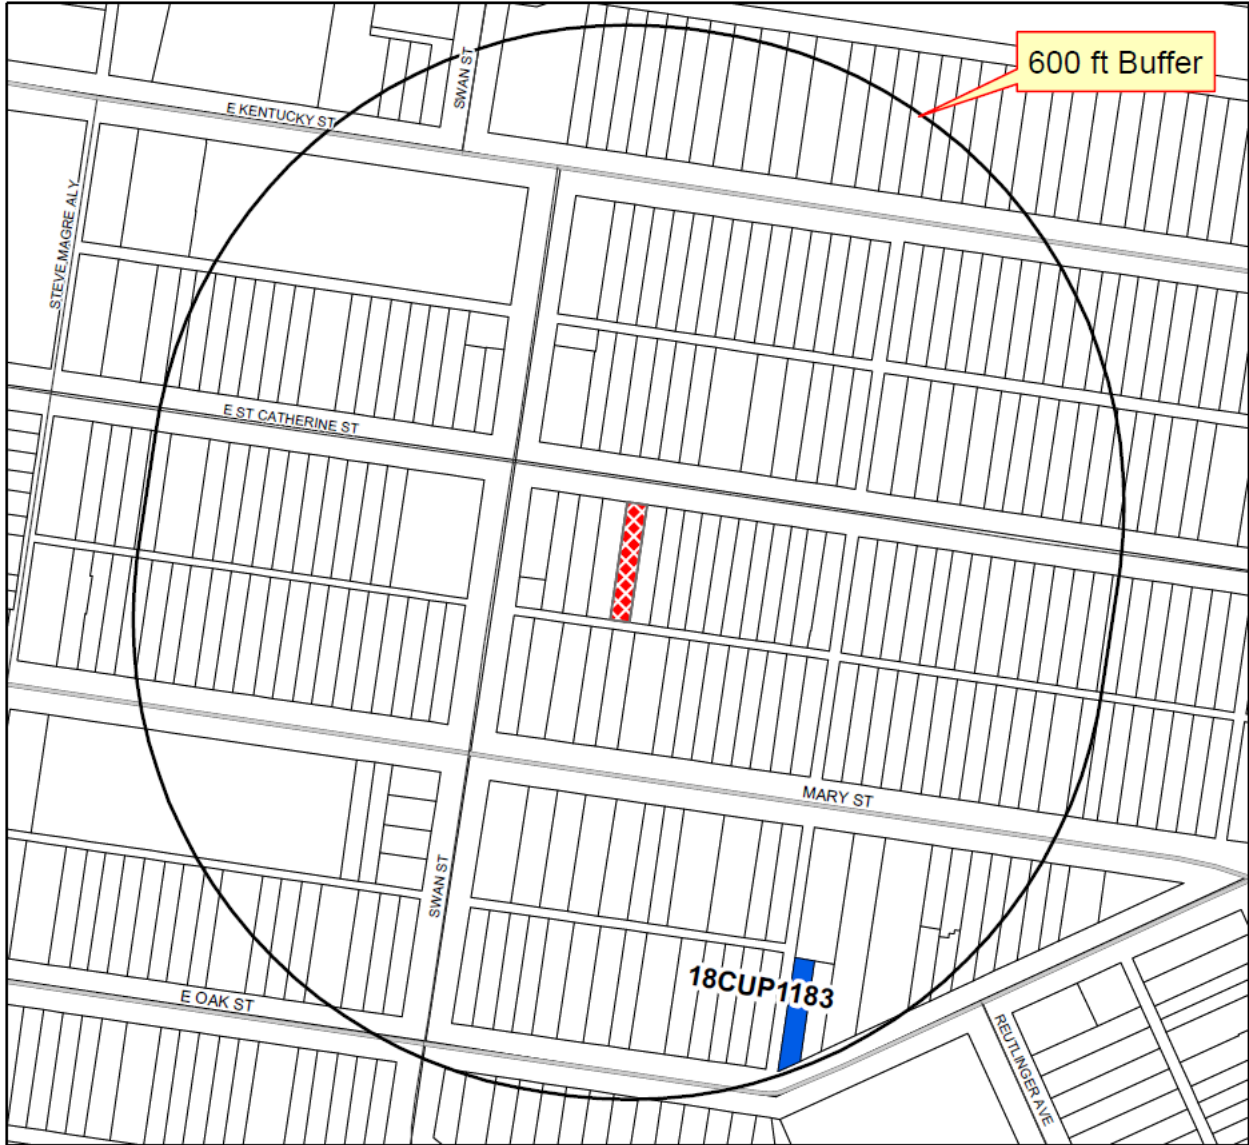 600 ft Buffer
SWAN ST
E KENTUCKY ST
STEVE MAGRE ALY
E ST CATHERINE ST
MARY ST
SWAN ST
18CUP1183
E OAK ST
REUTLINGER AVE